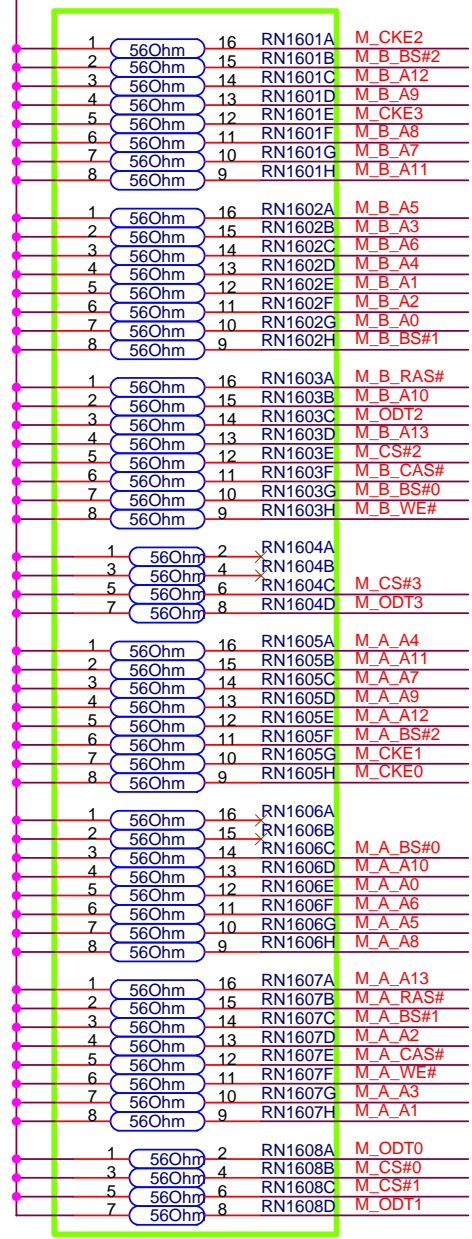 1 56Ohm 16 RN1601A M_CKE2
2 56Ohm 15 RN1601B M_B_BS#2
3 56Ohm 14 RN1601C M_B_A12
4 56Ohm 13 RN1601D M_B_A9
5 56Ohm 12 RN1601E M_CKE3
6 56Ohm 11 RN1601F M_B_A8
7 56Ohm 10 RN1601G M_B_A7
8 56Ohm 9 RN1601H M_B_A11
1 56Ohm 16 RN1602A M_B_A5
2 56Ohm 15 RN1602B M_B_A3
3 56Ohm 14 RN1602C M_B_A6
4 56Ohm 13 RN1602D M_B_A4
5 56Ohm 12 RN1602E M_B_A1
6 56Ohm 11 RN1602F M_B_A2
7 56Ohm 10 RN1602G M_B_A0
8 56Ohm 9 RN1602H M_B_BS#1
1 56Ohm 16 RN1603A M_B_RAS#
2 56Ohm 15 RN1603B M_B_A10
3 56Ohm 14 RN1603C M_ODT2
4 56Ohm 13 RN1603D M_B_A13
5 56Ohm 12 RN1603E M_CS#2
6 56Ohm 11 RN1603F M_B_CAS#
7 56Ohm 10 RN1603G M_B_BS#0
8 56Ohm 9 RN1603H M_B_WE#
1 56Ohm 2 RN1604A
3 56Ohm 4 RN1604B
5 56Ohm 6 RN1604C M_CS#3
7 56Ohm 8 RN1604D M_ODT3
1 56Ohm 16 RN1605A M_A_A4
2 56Ohm 15 RN1605B M_A_A11
3 56Ohm 14 RN1605C M_A_A7
4 56Ohm 13 RN1605D M_A_A9
5 56Ohm 12 RN1605E M_A_A12
6 56Ohm 11 RN1605F M_A_BS#2
7 56Ohm 10 RN1605G M_CKE1
8 56Ohm 9 RN1605H M_CKE0
1 56Ohm 16 RN1606A
2 56Ohm 15 RN1606B
3 56Ohm 14 RN1606C M_A_BS#0
4 56Ohm 13 RN1606D M_A_A10
5 56Ohm 12 RN1606E M_A_A0
6 56Ohm 11 RN1606F M_A_A6
7 56Ohm 10 RN1606G M_A_A5
8 56Ohm 9 RN1606H M_A_A8
1 56Ohm 16 RN1607A M_A_A13
2 56Ohm 15 RN1607B M_A_RAS#
3 56Ohm 14 RN1607C M_A_BS#1
4 56Ohm 13 RN1607D M_A_A2
5 56Ohm 12 RN1607E M_A_CAS#
6 56Ohm 11 RN1607F M_A_WE#
7 56Ohm 10 RN1607G M_A_A3
8 56Ohm 9 RN1607H M_A_A1
1 56Ohm 2 RN1608A M_ODT0
3 56Ohm 4 RN1608B M_CS#0
5 56Ohm 6 RN1608C M_CS#1
7 56Ohm 8 RN1608D M_ODT1